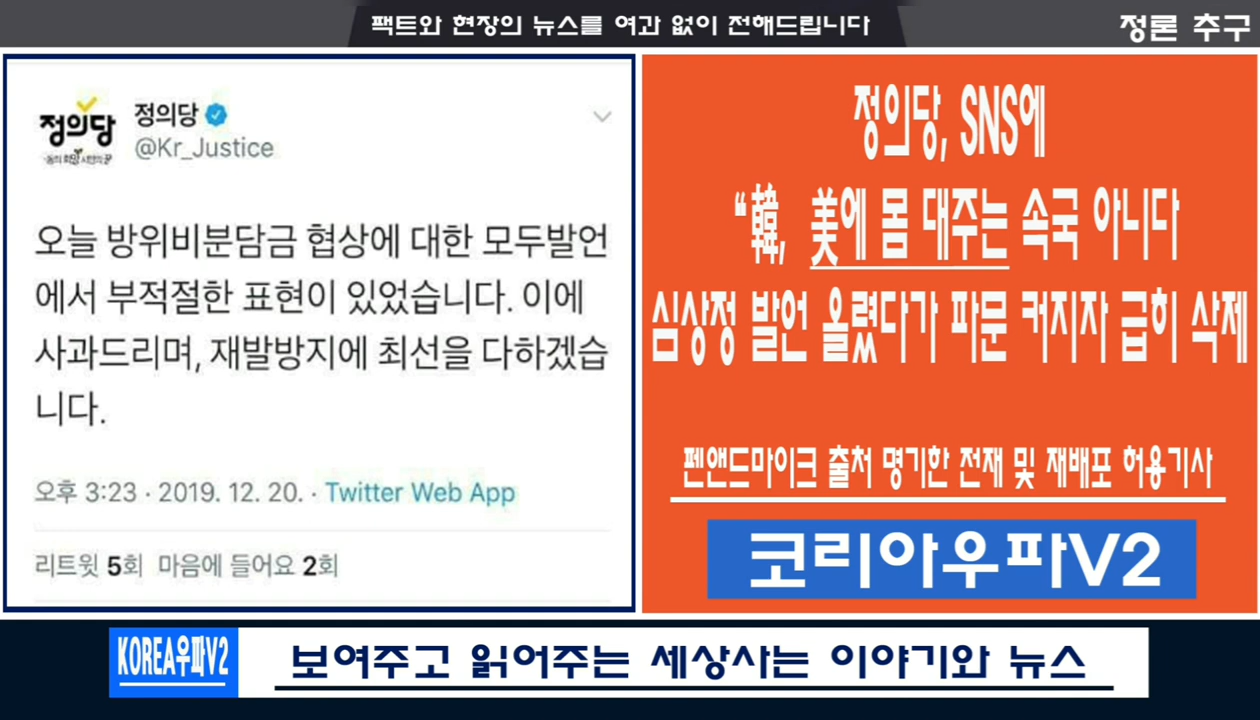 팩트와 현장의 뉴스를 여과 없이 전해드립니다
정론 추구
정의당
정의당
@Kr_Justice
오늘 방위비분담금 협상에 대한 모두발언
에서 부적절한 표현이 있었습니다. 이에
사과드리며, 재발방지에 최선을 다하겠습
니다.
오후 3:23 · 2019. 12. 20. · Twitter Web App
리트윗 5회 마음에 들어요 2회
정의당, SNS에
“韓, 美에 몸 대주는 속국 아니다
심상정 발언 올렸다가 파문 커지자 급히 삭제
펜앤드마이크 출처 명기한 전재 및 재배포 허용기사
코리아우파V2
KOREA우파V2
보여주고 읽어주는 세상사는 이야기와 뉴스